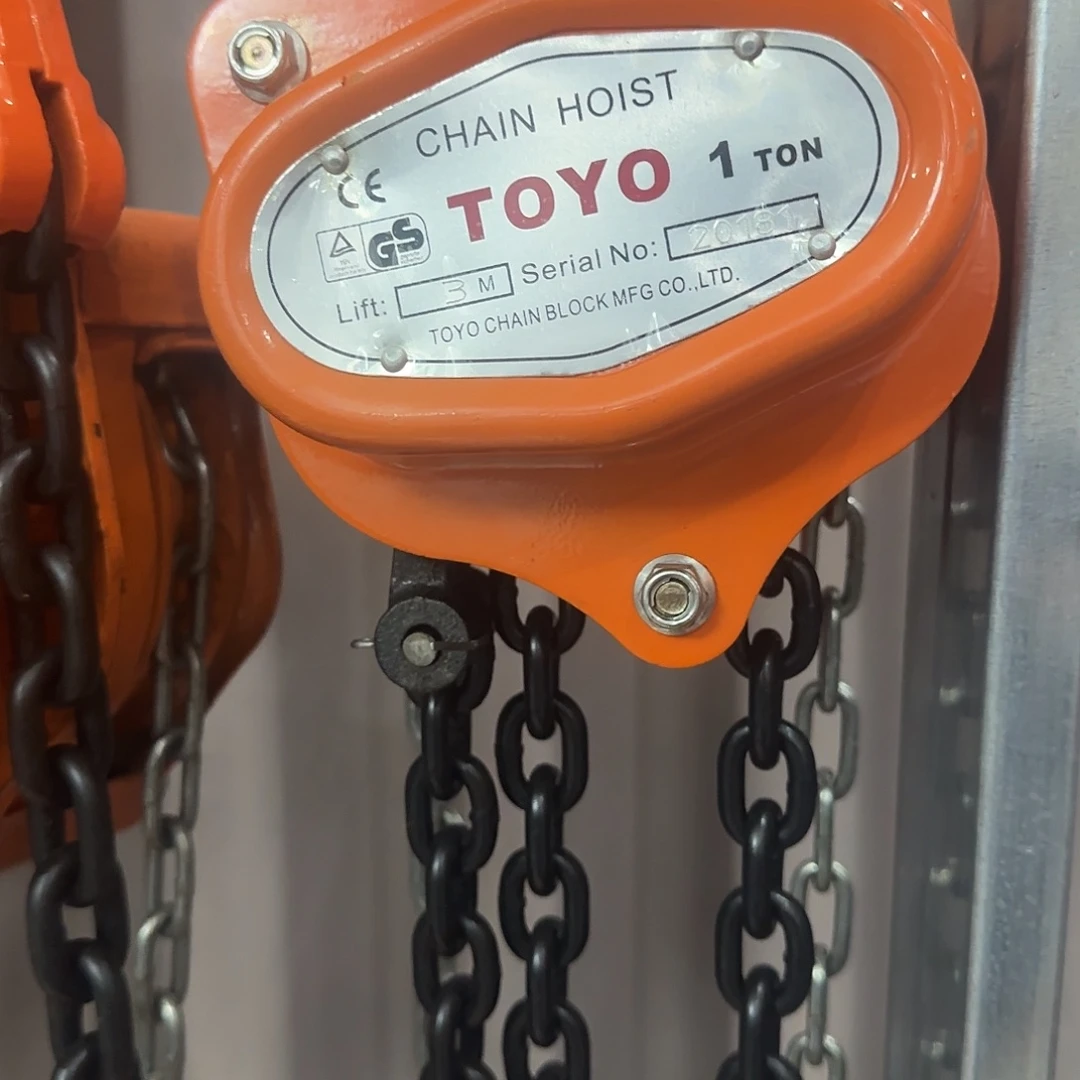 CHAIN HOIST
CE TOYO 1 TON
GS
Lift: 3 M Serial No: 20181
TOYO CHAIN BLOCK MFG CO.,LTD.